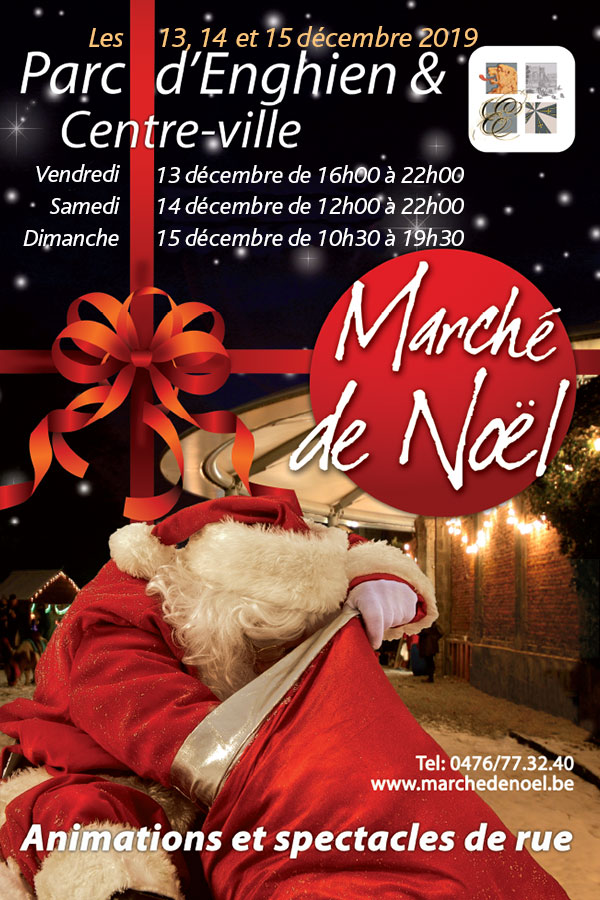 Les 13, 14 et 15 décembre 2019
Parc d'Enghien &
Centre-ville
Vendredi 13 décembre de 16h00 à 22h00
Samedi 14 décembre de 12h00 à 22h00
Dimanche 15 décembre de 10h30 à 19h30
Marché
de Noël
Tel: 0476/77.32.40
www.marchedenoel.be
Animations et spectacles de rue